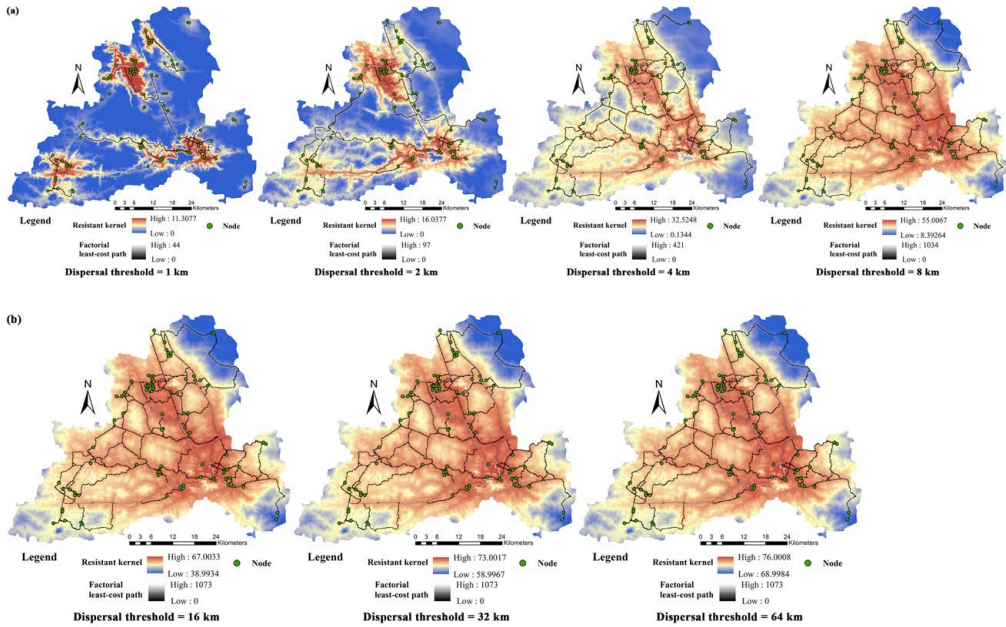 (a)
N
N
N
N
0 3 6 12 18 24
Kilometers
Legend
Resistant kernel
High : 11.3077
Low : 0
Node
Factorial
least-cost path
High : 44
Low : 0
Dispersal threshold = 1 km
0 3 6 12 18 24
Kilometers
Legend
Resistant kernel
High : 16.0377
Low : 0
Node
Factorial
least-cost path
High : 97
Low : 0
Dispersal threshold = 2 km
0 3 6 12 18 24
Kilometers
Legend
Resistant kernel
High : 32.5248
Low : 0.1344
Node
Factorial
least-cost path
High : 421
Low : 0
Dispersal threshold = 4 km
0 3 6 12 18 24
Kilometers
Legend
Resistant kernel
High : 55.0067
Low : 8.39264
Node
Factorial
least-cost path
High : 1034
Low : 0
Dispersal threshold = 8 km
(b)
N
N
N
0 3 6 12 18 24
Kilometers
Legend
Resistant kernel
High : 67.0033
Low : 38.9934
Node
Factorial
least-cost path
High : 1073
Low : 0
Dispersal threshold = 16 km
0 3 6 12 18 24
Kilometers
Legend
Resistant kernel
High : 73.0017
Low : 58.9967
Node
Factorial
least-cost path
High : 1073
Low : 0
Dispersal threshold = 32 km
0 3 6 12 18 24
Kilometers
Legend
Resistant kernel
High : 76.0008
Low : 68.9984
Node
Factorial
least-cost path
High : 1073
Low : 0
Dispersal threshold = 64 km